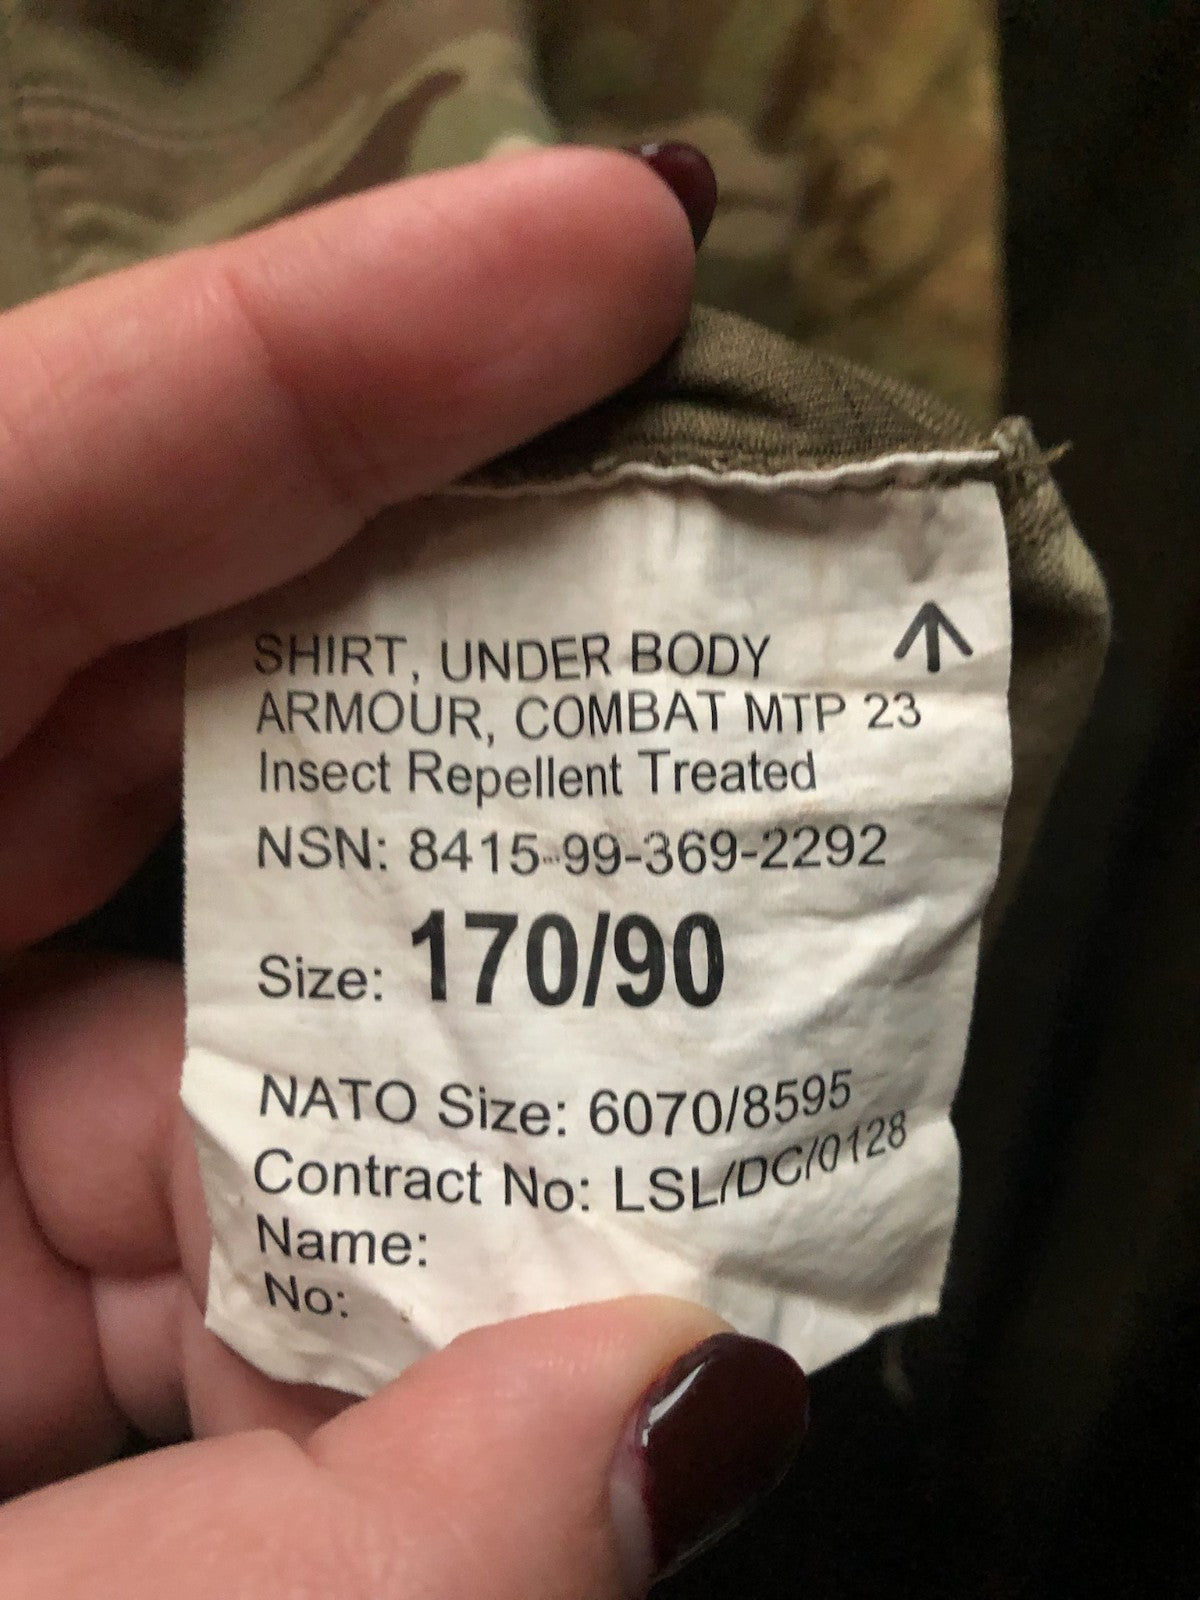 SHIRT, UNDER BODY
ARMOUR, COMBAT MTP 23
Insect Repellent Treated
NSN: 8415-99-369-2292
Size: 170/90
NATO Size: 6070/8595
Contract No: LSL/DC/0128
Name:
No: